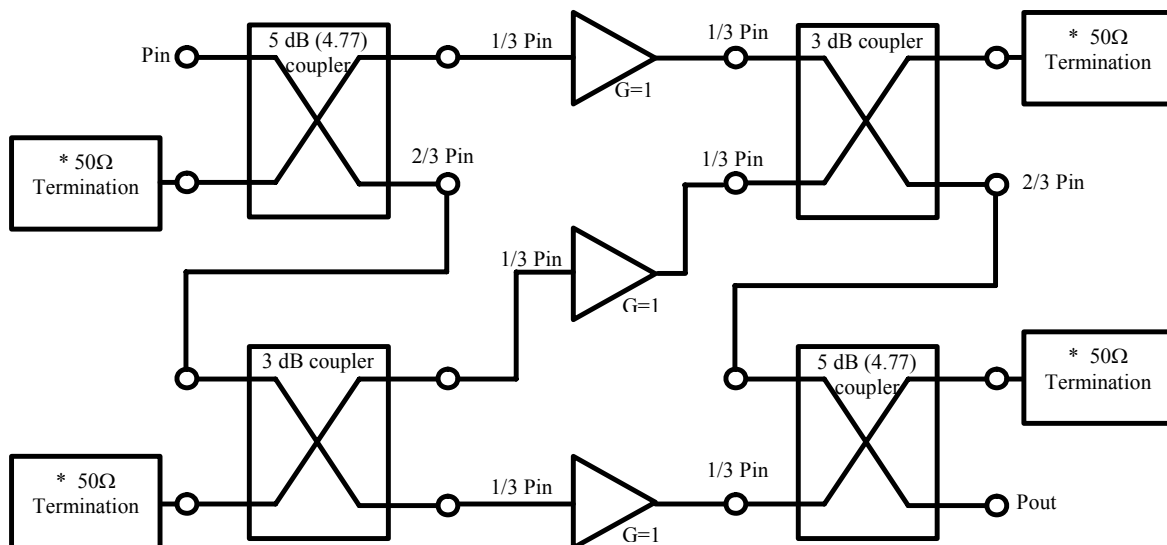 5 dB (4.77)
coupler
1/3 Pin
1/3 Pin
3 dB coupler
* 50Ω
Termination
Pin
G=1
* 50Ω
Termination
2/3 Pin
1/3 Pin
2/3 Pin
1/3 Pin
G=1
3 dB coupler
5 dB (4.77)
coupler
* 50Ω
Termination
* 50Ω
Termination
1/3 Pin
1/3 Pin
Pout
G=1